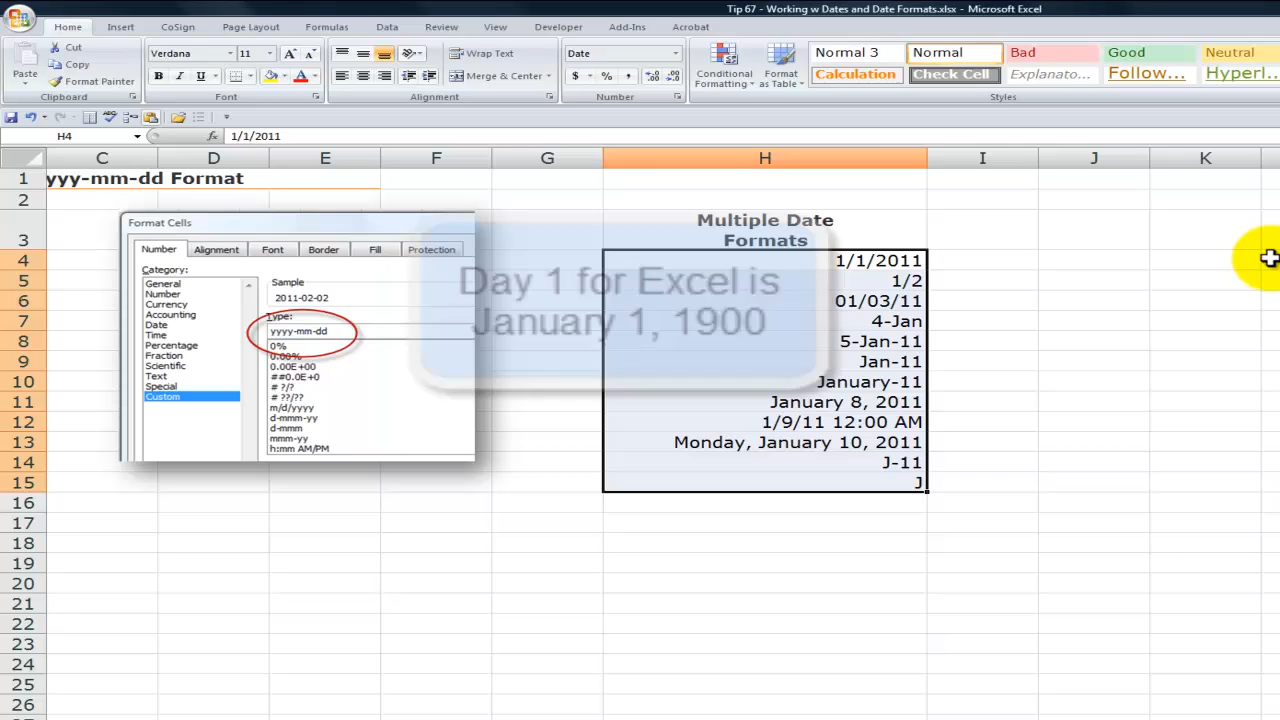 Tip 67 - Working w Dates and Date Formats.xlsx - Microsoft Excel
Home Insert CoSign Page Layout Formulas Data Review View Developer Add-Ins Acrobat
Paste
Cut
Copy
Format Painter
Clipboard
Verdana 11 A A
B I U A
Font
Wrap Text
Merge & Center
Alignment
Date
$ % ,
Number
Conditional
Formatting
Format
as Table
Normal 3 Normal Bad Good Neutral
Calculation Check Cell Explanato... Follow... Hyperl...
Styles
H4 fx 1/1/2011
C D E F G H I J K
1 yyy-mm-dd Format
2
3 Multiple Date
Formats
4 1/1/2011
5 1/2
6 01/03/11
7 4-Jan
8 5-Jan-11
9 Jan-11
10 January-11
11 January 8, 2011
12 1/9/11 12:00 AM
13 Monday, January 10, 2011
14 J-11
15 J
16
17
18
19
20
21
22
23
24
25
26
Format Cells
Number Alignment Font Border Fill Protection
Category:
General
Number
Currency
Accounting
Date
Time
Percentage
Fraction
Scientific
Text
Special
Custom
Sample
2011-02-02
Type:
yyyy-mm-dd
0%
0.00%
0.00E+00
##0.0E+0
# ?/?
# ??/??
m/d/yyyy
d-mmm-yy
d-mmm
mmm-yy
h:mm AM/PM
Day 1 for Excel is
January 1, 1900